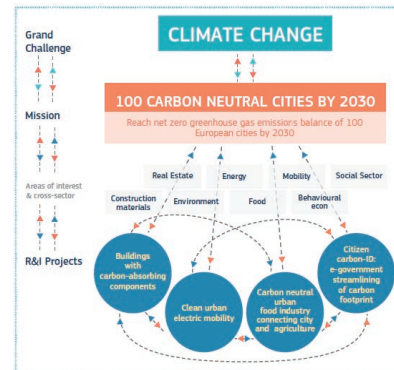 Grand
Challenge
CLIMATE CHANGE
Mission
100 CARBON NEUTRAL CITIES BY 2030
Reach net zero greenhouse gas emissions balance of 100
European cities by 2030
Areas of interest
& cross-sector
Real Estate
Energy
Mobility
Social Sector
Construction
materials
Environment
Food
Behavioural
econ
R&I Projects
Buildings
with
carbon-absorbing
components
Clean urban
electric mobility
Carbon neutral
urban
food industry
connecting city
and agriculture
Citizen
carbon-ID:
e-government
streamlining
of carbon
footprint